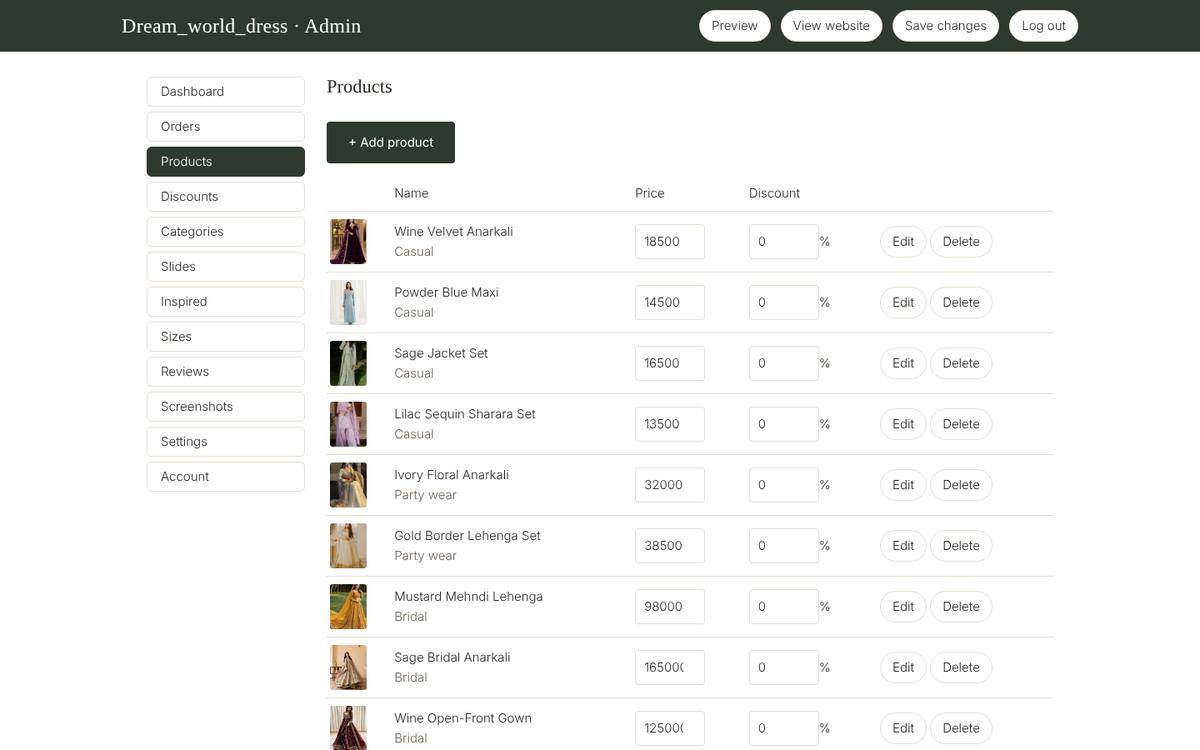 Dream_world_dress · Admin
Preview
View website
Save changes
Log out
Dashboard
Orders
Products
Discounts
Categories
Slides
Inspired
Sizes
Reviews
Screenshots
Settings
Account
Products
+ Add product
Name Price Discount
Wine Velvet Anarkali
Casual
18500 0 % Edit Delete
Powder Blue Maxi
Casual
14500 0 % Edit Delete
Sage Jacket Set
Casual
16500 0 % Edit Delete
Lilac Sequin Sharara Set
Casual
13500 0 % Edit Delete
Ivory Floral Anarkali
Party wear
32000 0 % Edit Delete
Gold Border Lehenga Set
Party wear
38500 0 % Edit Delete
Mustard Mehndi Lehenga
Bridal
98000 0 % Edit Delete
Sage Bridal Anarkali
Bridal
165000 0 % Edit Delete
Wine Open-Front Gown
Bridal
125000 0 % Edit Delete